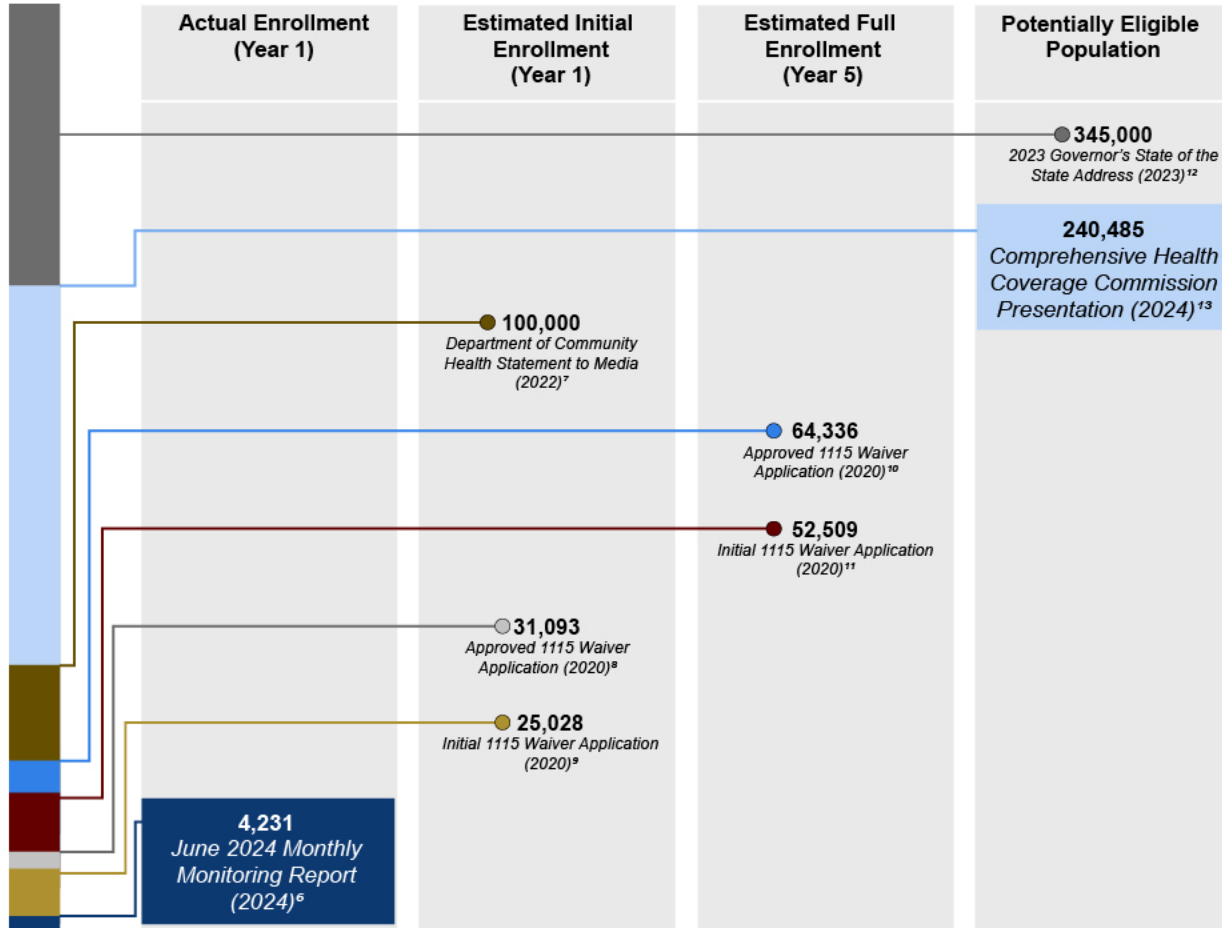 Actual Enrollment
(Year 1)
Estimated Initial
Enrollment
(Year 1)
Estimated Full
Enrollment
(Year 5)
Potentially Eligible
Population
345,000
2023 Governor's State of the
State Address (2023)¹²
240,485
Comprehensive Health
Coverage Commission
Presentation (2024)¹³
100,000
Department of Community
Health Statement to Media
(2022)⁷
64,336
Approved 1115 Waiver
Application (2020)¹⁰
52,509
Initial 1115 Waiver Application
(2020)¹¹
31,093
Approved 1115 Waiver
Application (2020)⁸
25,028
Initial 1115 Waiver Application
(2020)⁹
4,231
June 2024 Monthly
Monitoring Report
(2024)⁶